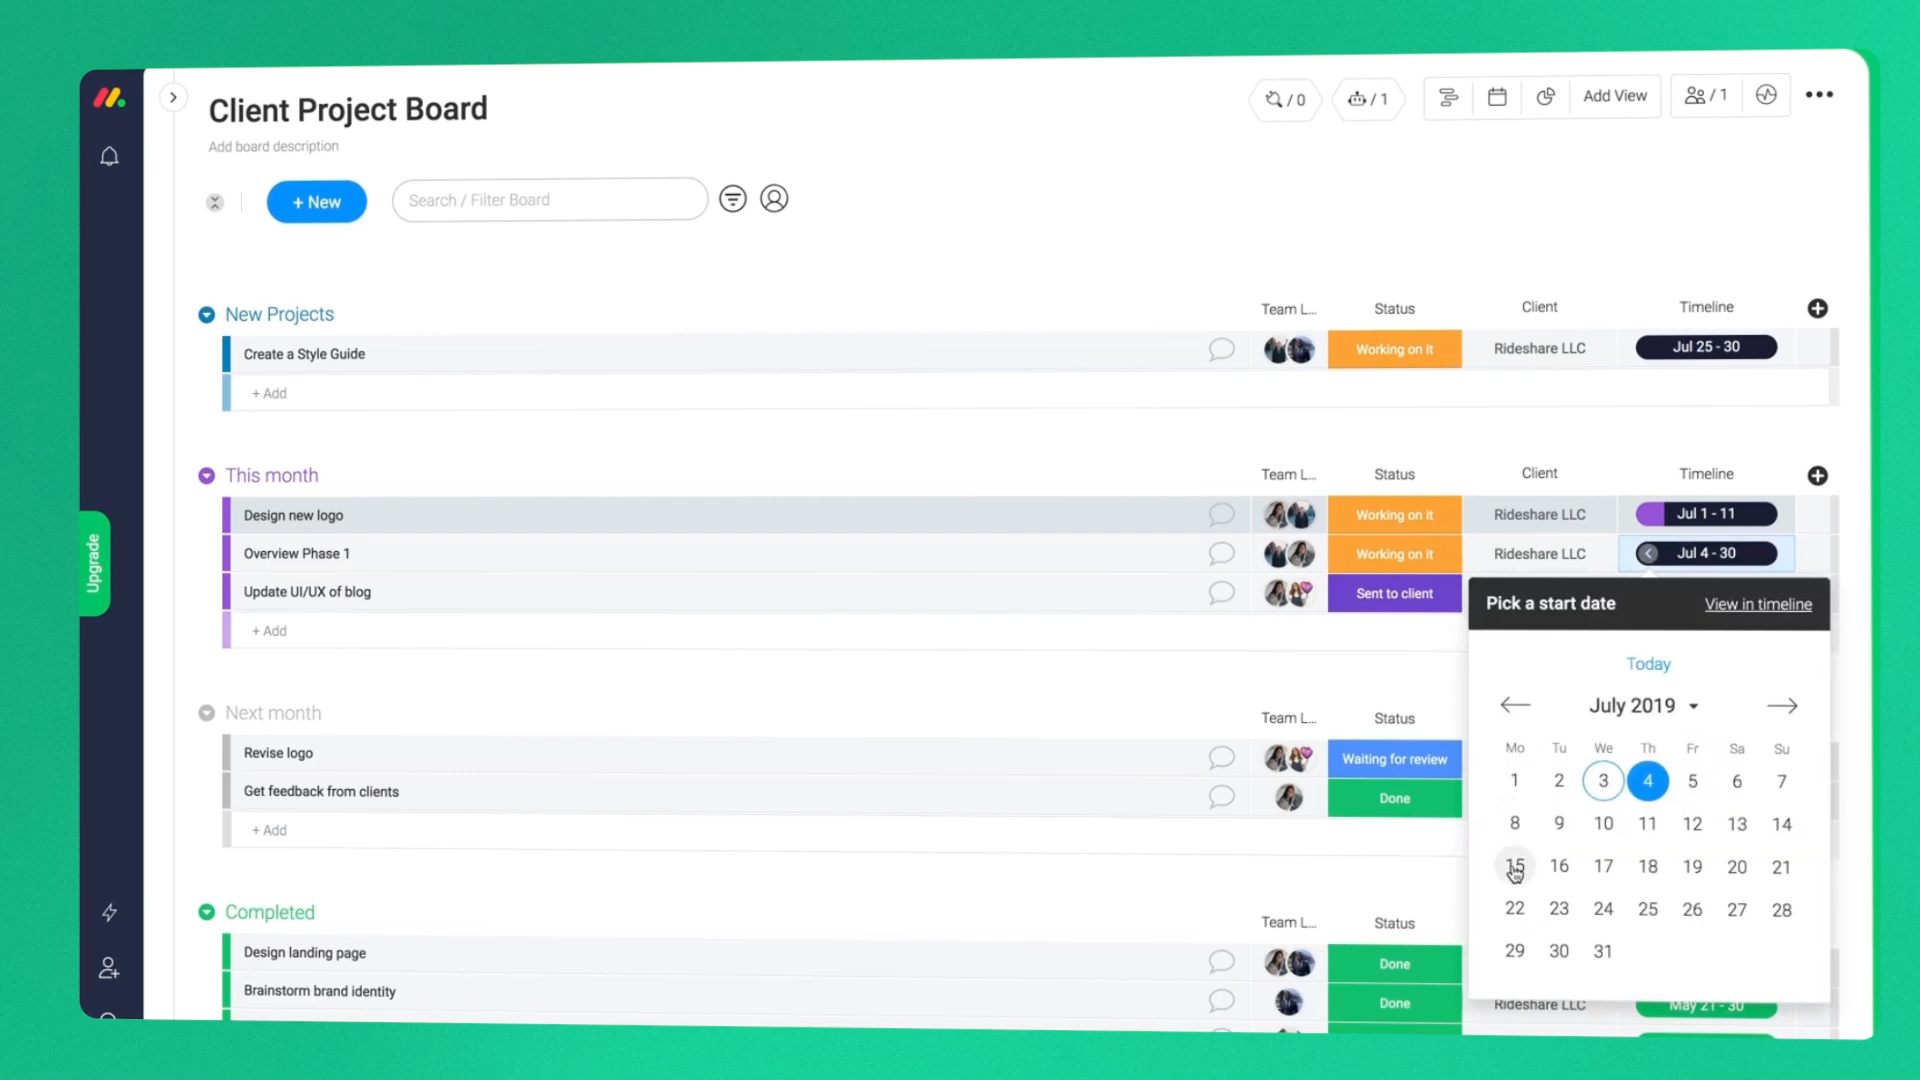 Client Project Board
Add board description
/ 0
/ 1
Add View
/ 1
+ New
Search / Filter Board
Upgrade
New Projects
Team L...
Status
Client
Timeline
Create a Style Guide
Working on it
Rideshare LLC
Jul 25 - 30
+ Add
This month
Team L...
Status
Client
Timeline
Design new logo
Working on it
Rideshare LLC
Jul 1 - 11
Overview Phase 1
Working on it
Rideshare LLC
Jul 4 - 30
Update UI/UX of blog
Sent to client
+ Add
Pick a start date
View in timeline
Today
July 2019
Mo Tu We Th Fr Sa Su
1 2 3 4 5 6 7
8 9 10 11 12 13 14
15 16 17 18 19 20 21
22 23 24 25 26 27 28
29 30 31
Next month
Team L...
Status
Revise logo
Waiting for review
Get feedback from clients
Done
+ Add
Completed
Team L...
Status
Design landing page
Done
Brainstorm brand identity
Done
Rideshare LLC
May 21 - 30